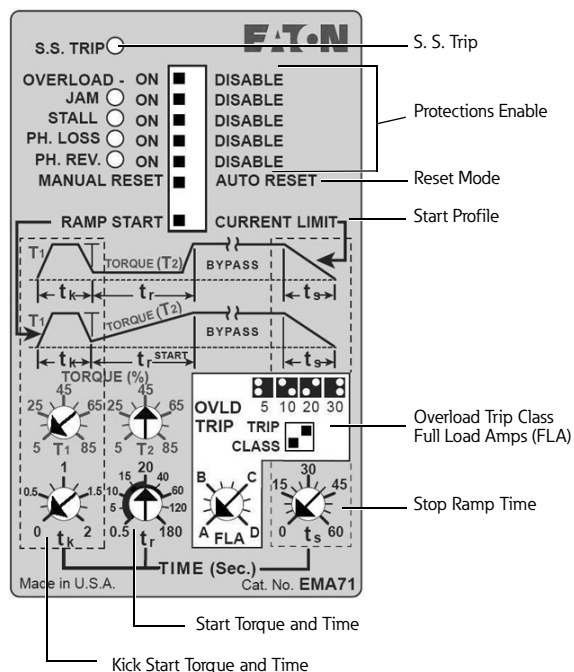 EATON
S.S. TRIP
S. S. Trip
OVERLOAD - ON DISABLE
JAM ON DISABLE
STALL ON DISABLE
PH. LOSS ON DISABLE
PH. REV. ON DISABLE
Protections Enable
MANUAL RESET AUTO RESET
Reset Mode
RAMP START CURRENT LIMIT
Start Profile
T1 TORQUE (T2) BYPASS
tk tr ts
T1 TORQUE (T2) BYPASS
tk tr START ts
TORQUE (%)
45 45
25 65 25 65
5 T1 85 5 T2 85
OVLD 5 10 20 30
TRIP TRIP
CLASS
Overload Trip Class
Full Load Amps (FLA)
1 20 30
0.5 1.5 15 40 B C 15 45
10 60
5 120
0 tk 2 0.5 tr 180 A FLA D 0 ts 60
Stop Ramp Time
TIME (Sec.)
Made in U.S.A. Cat. No. EMA71
Start Torque and Time
Kick Start Torque and Time